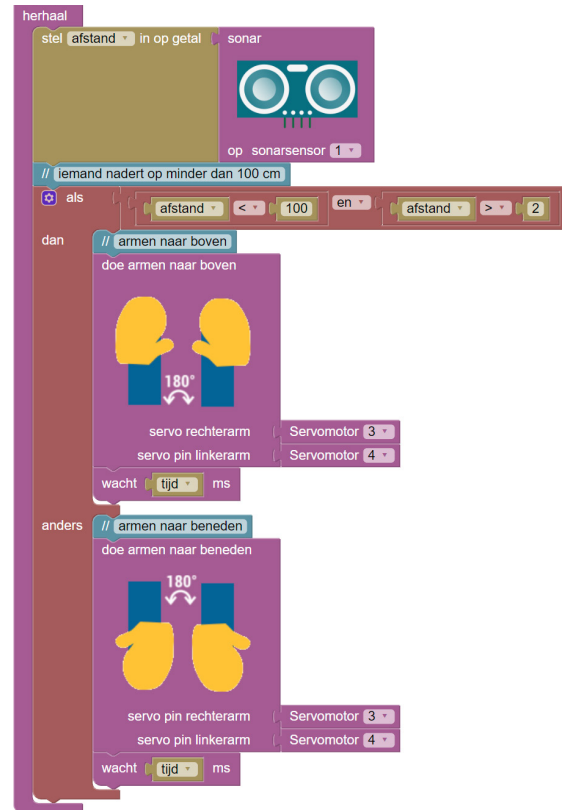 herhaal
stel afstand in op getal sonar
op sonarsensor 1
// iemand nadert op minder dan 100 cm
als afstand < 100 en afstand > 2
dan // armen naar boven
doe armen naar boven
180°
servo rechterarm Servomotor 3
servo pin linkerarm Servomotor 4
wacht tijd ms
anders // armen naar beneden
doe armen naar beneden
180°
servo pin rechterarm Servomotor 3
servo pin linkerarm Servomotor 4
wacht tijd ms